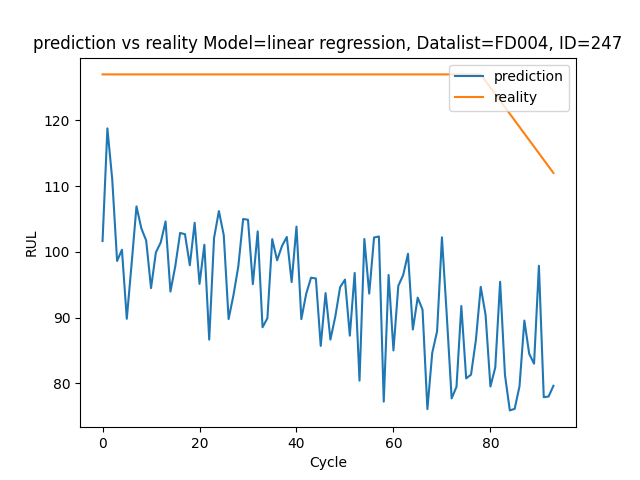 prediction vs reality Model=linear regression, Datalist=FD004, ID=247
prediction
reality
RUL
120
110
100
90
80
0 20 40 60 80
Cycle